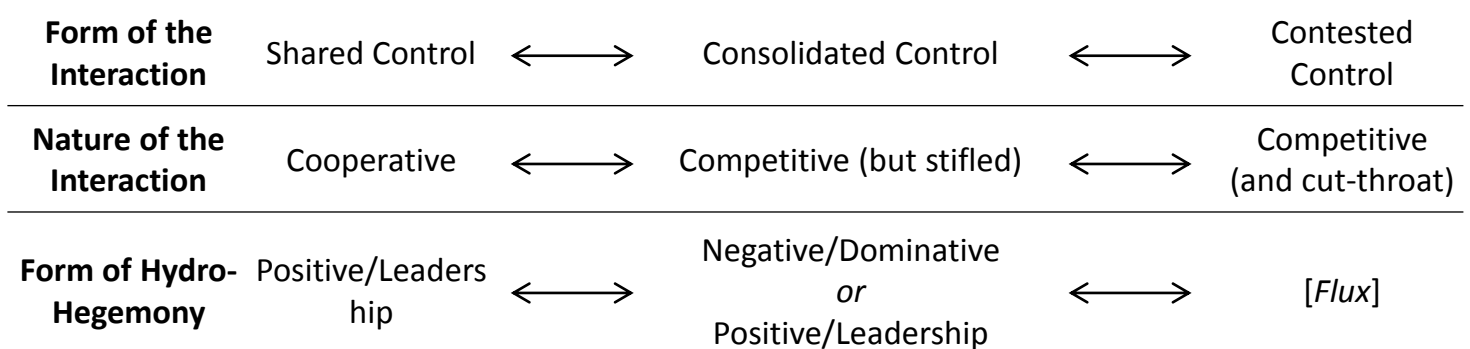 Form of the
Interaction
Shared Control
Consolidated Control
Contested
Control
Nature of the
Interaction
Cooperative
Competitive (but stifled)
Competitive
(and cut-throat)
Form of Hydro-
Hegemony
Positive/Leaders
hip
Negative/Dominative
or
Positive/Leadership
[Flux]